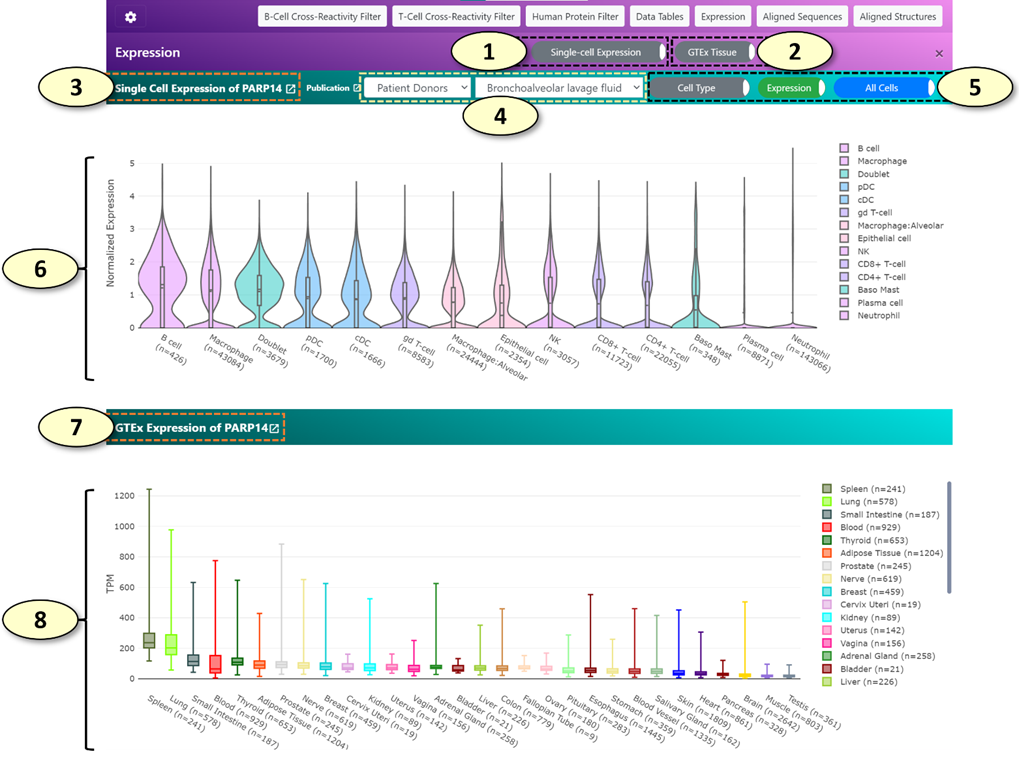 B-Cell Cross-Reactivity Filter T-Cell Cross-Reactivity Filter Human Protein Filter Data Tables Expression Aligned Sequences Aligned Structures
Expression 1 Single-cell Expression GTEx Tissue 2 ×
3 Single Cell Expression of PARP14 Publication Patient Donors Bronchoalveolar lavage fluid Cell Type Expression All Cells 5
4
6
Normalized Expression
5
4
3
2
1
0
B cell
(n=426)
Macrophage
(n=43084)
Doublet
(n=3679)
pDC
(n=1700)
cDC
(n=1666)
gd T-cell
(n=8583)
Macrophage:Alveolar
(n=24444)
Epithelial cell
(n=2354)
NK
(n=3057)
CD8+ T-cell
(n=11723)
CD4+ T-cell
(n=22055)
Baso Mast
(n=348)
Plasma cell
(n=8871)
Neutrophil
(n=143066)
B cell
Macrophage
Doublet
pDC
cDC
gd T-cell
Macrophage:Alveolar
Epithelial cell
NK
CD8+ T-cell
CD4+ T-cell
Baso Mast
Plasma cell
Neutrophil
7 GTEx Expression of PARP14
8
TPM
1200
1000
800
600
400
200
0
Spleen (n=241)
Lung (n=578)
Small Intestine (n=187)
Blood (n=929)
Thyroid (n=653)
Adipose Tissue (n=1204)
Prostate (n=245)
Nerve (n=619)
Breast (n=459)
Cervix Uteri (n=19)
Kidney (n=89)
Uterus (n=142)
Vagina (n=156)
Adrenal Gland (n=258)
Bladder (n=21)
Liver (n=226)
Colon (n=779)
Fallopian Tube (n=9)
Ovary (n=180)
Pituitary (n=283)
Esophagus (n=1445)
Stomach (n=359)
Blood Vessel (n=1335)
Salivary Gland (n=162)
Skin (n=1809)
Heart (n=861)
Pancreas (n=328)
Brain (n=2642)
Muscle (n=803)
Testis (n=361)
Spleen (n=241)
Lung (n=578)
Small Intestine (n=187)
Blood (n=929)
Thyroid (n=653)
Adipose Tissue (n=1204)
Prostate (n=245)
Nerve (n=619)
Breast (n=459)
Cervix Uteri (n=19)
Kidney (n=89)
Uterus (n=142)
Vagina (n=156)
Adrenal Gland (n=258)
Bladder (n=21)
Liver (n=226)